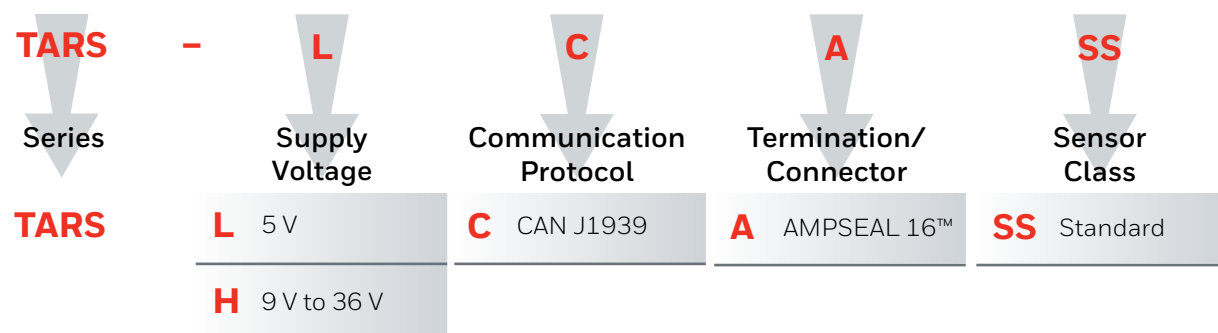 TARS – L C A SS
Series Supply Voltage Communication Protocol Termination/ Connector Sensor Class
TARS L 5 V C CAN J1939 A AMPSEAL 16™ SS Standard
H 9 V to 36 V